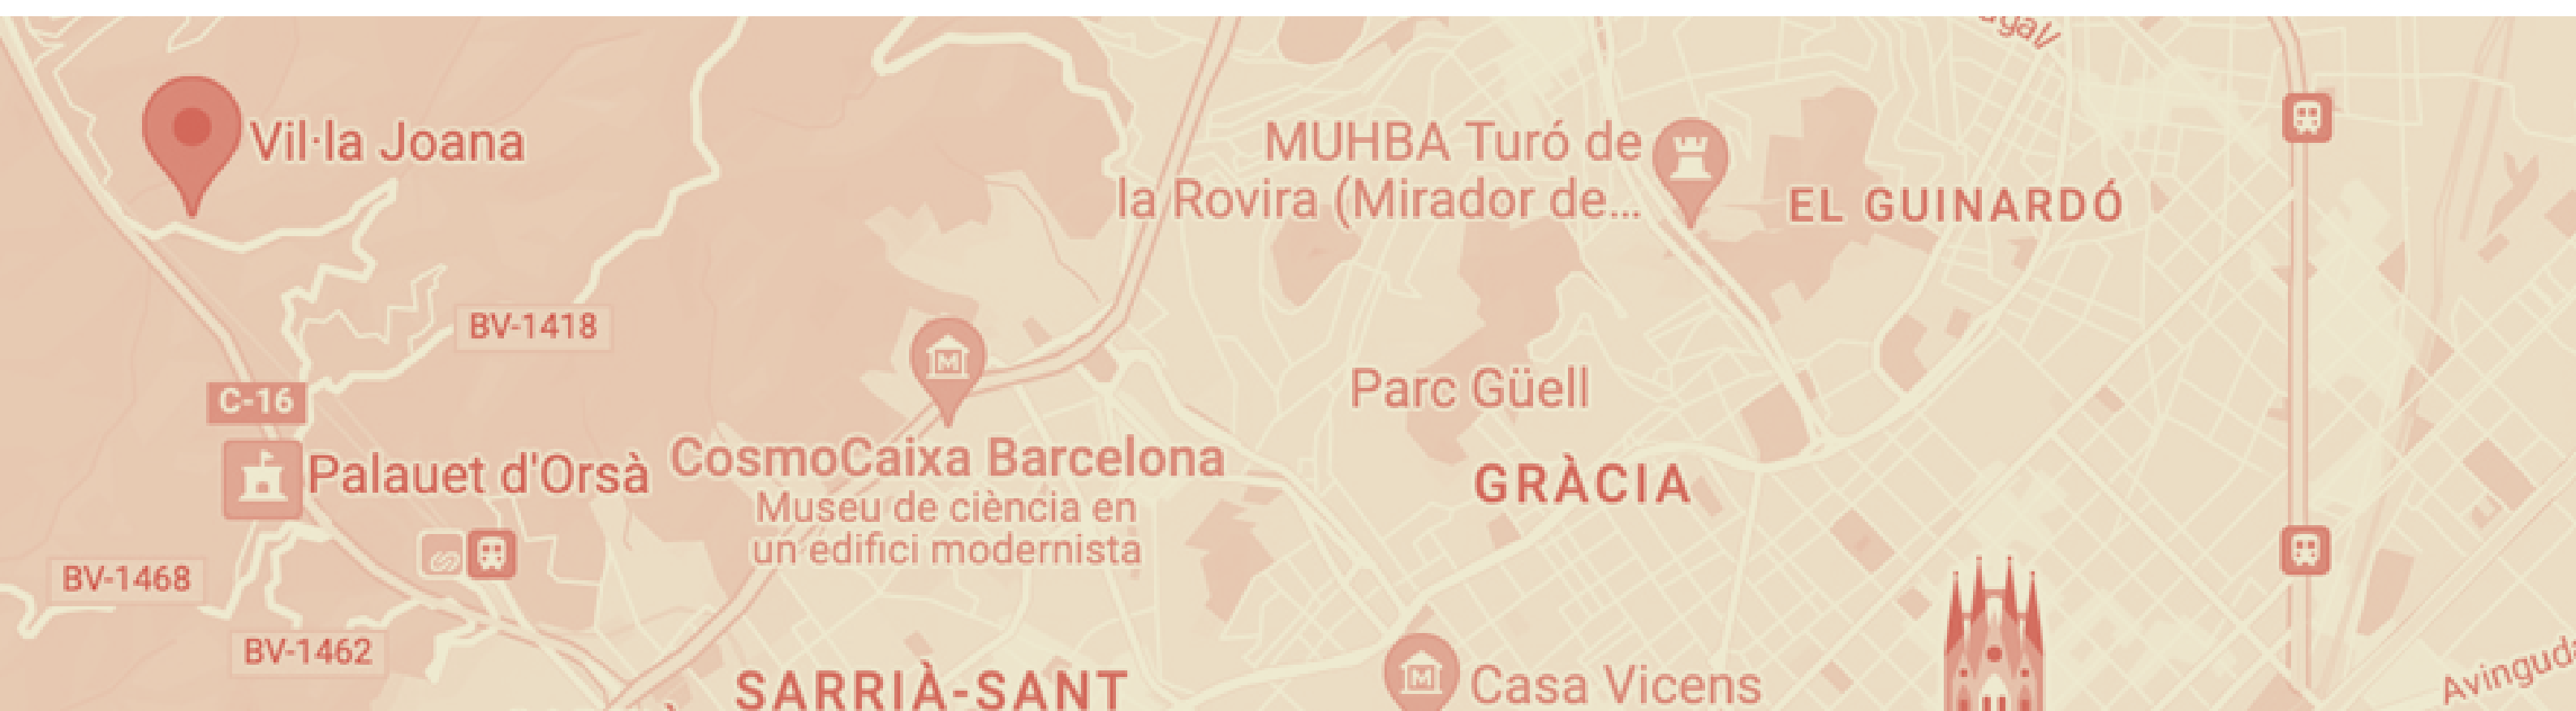 Vil·la Joana
MUHBA Turó de
la Rovira (Mirador de...
EL GUINARDÓ
BV-1418
Parc Güell
C-16
Palauet d'Orsà
CosmoCaixa Barcelona
Museu de ciència en
un edifici modernista
GRÀCIA
BV-1468
BV-1462
SARRIÀ-SANT
Casa Vicens